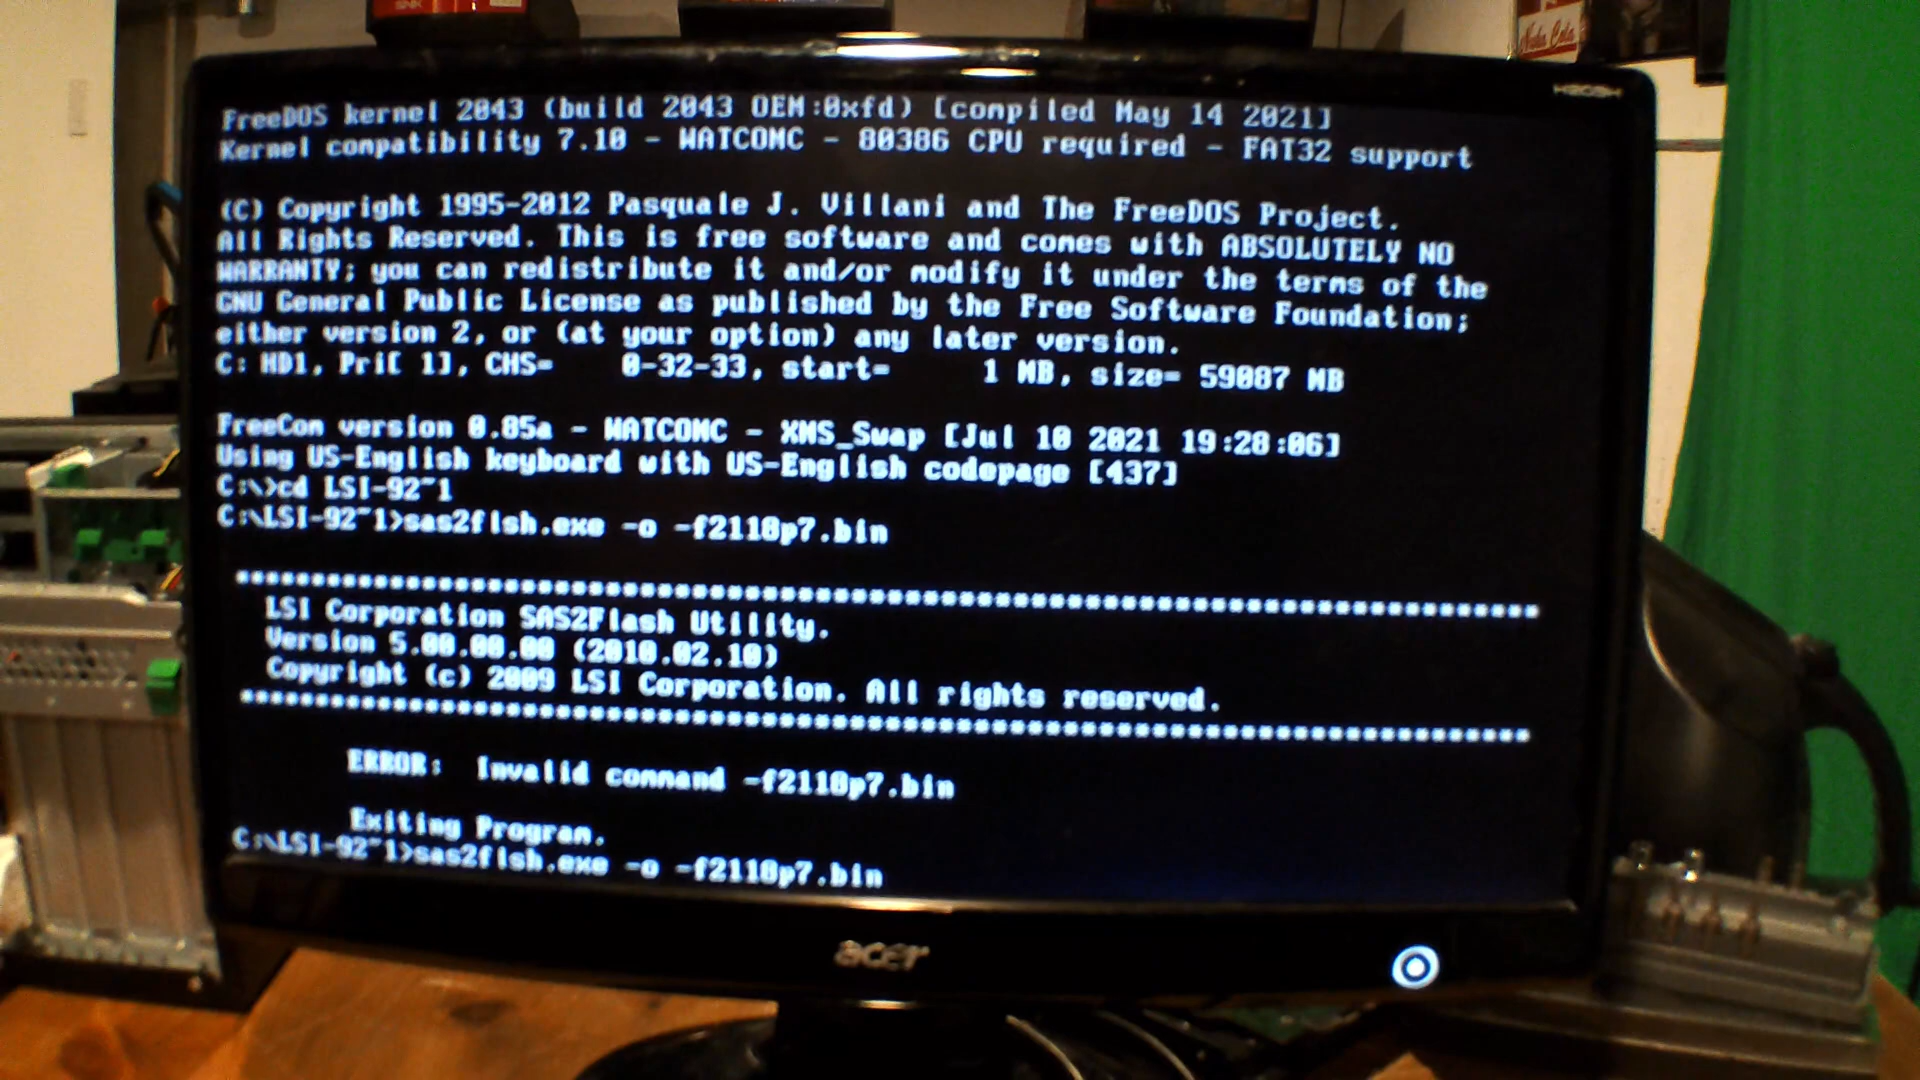 SNK
Nuka Cola
H203H
FreeDOS kernel 2043 (build 2043 OEM:0xfd) [compiled May 14 2021]
Kernel compatibility 7.10 - WATCOMC - 80386 CPU required - FAT32 support
(C) Copyright 1995-2012 Pasquale J. Villani and The FreeDOS Project.
All Rights Reserved. This is free software and comes with ABSOLUTELY NO
WARRANTY; you can redistribute it and/or modify it under the terms of the
GNU General Public License as published by the Free Software Foundation;
either version 2, or (at your option) any later version.
C: HD1, Pri[ 1], CHS=    0-32-33, start=     1 MB, size= 59087 MB
FreeCom version 0.85a - WATCOMC - XMS_Swap [Jul 10 2021 19:28:06]
Using US-English keyboard with US-English codepage [437]
C:\>cd LSI-92~1
C:\LSI-92~1>sas2flsh.exe -o -f2118p7.bin
********************************************************************************
LSI Corporation SAS2Flash Utility.
Version 5.00.00.00 (2010.02.10)
Copyright (c) 2009 LSI Corporation. All rights reserved.
********************************************************************************
ERROR: Invalid command -f2118p7.bin
Exiting Program.
C:\LSI-92~1>sas2flsh.exe -o -f2118p7.bin
acer